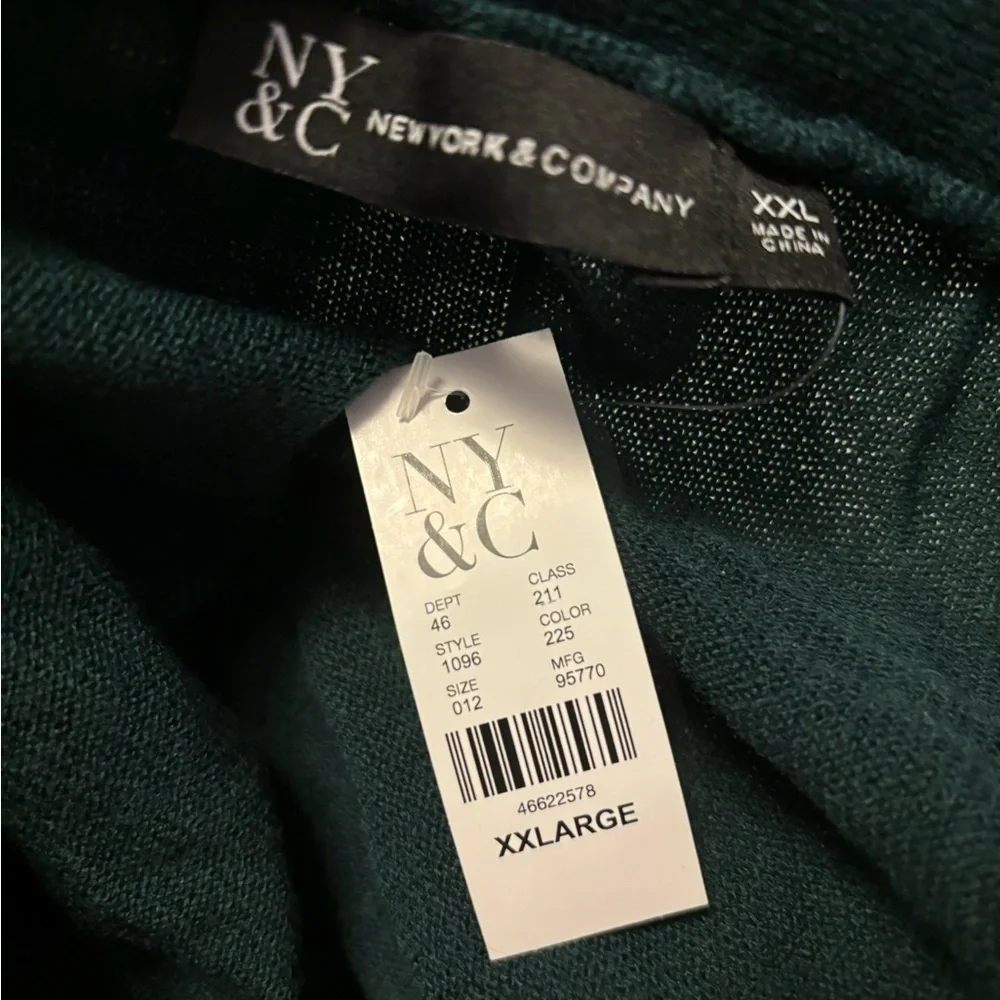 NY
&C NEWYORK & COMPANY
XXL
MADE IN
CHINA
NY
&C
DEPT CLASS
46 211
STYLE COLOR
1096 225
SIZE MFG
012 95770
46622578
XXLARGE